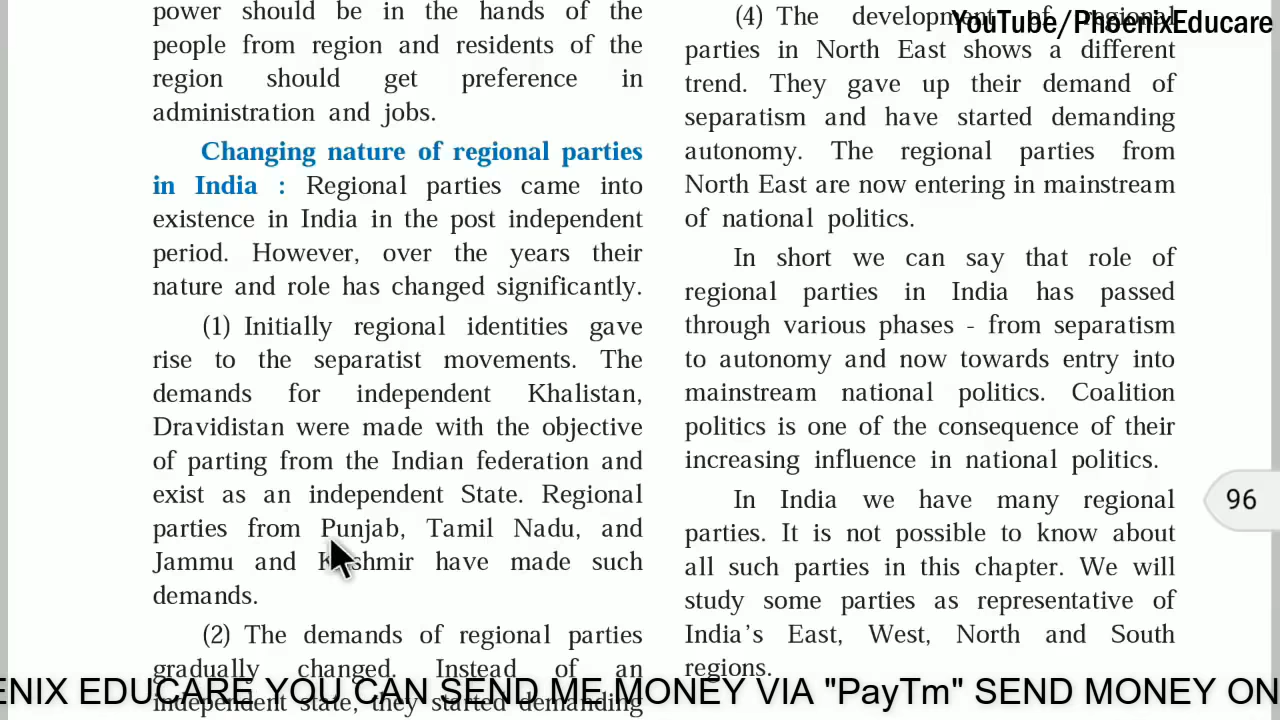 power should be in the hands of the
people from region and residents of the
region should get preference in
administration and jobs.
Changing nature of regional parties
in India : Regional parties came into
existence in India in the post independent
period. However, over the years their
nature and role has changed significantly.
(1) Initially regional identities gave
rise to the separatist movements. The
demands for independent Khalistan,
Dravidistan were made with the objective
of parting from the Indian federation and
exist as an independent State. Regional
parties from Punjab, Tamil Nadu, and
Jammu and Kashmir have made such
demands.
(2) The demands of regional parties
gradually changed. Instead of an
independent state, they started demanding
(4) The development of regional
parties in North East shows a different
trend. They gave up their demand of
separatism and have started demanding
autonomy. The regional parties from
North East are now entering in mainstream
of national politics.
In short we can say that role of
regional parties in India has passed
through various phases - from separatism
to autonomy and now towards entry into
mainstream national politics. Coalition
politics is one of the consequence of their
increasing influence in national politics.
In India we have many regional
parties. It is not possible to know about
all such parties in this chapter. We will
study some parties as representative of
India's East, West, North and South
regions.
YouTube/PhoenixEducare
96
ENIX EDUCARE YOU CAN SEND ME MONEY VIA "PayTm" SEND MONEY ON